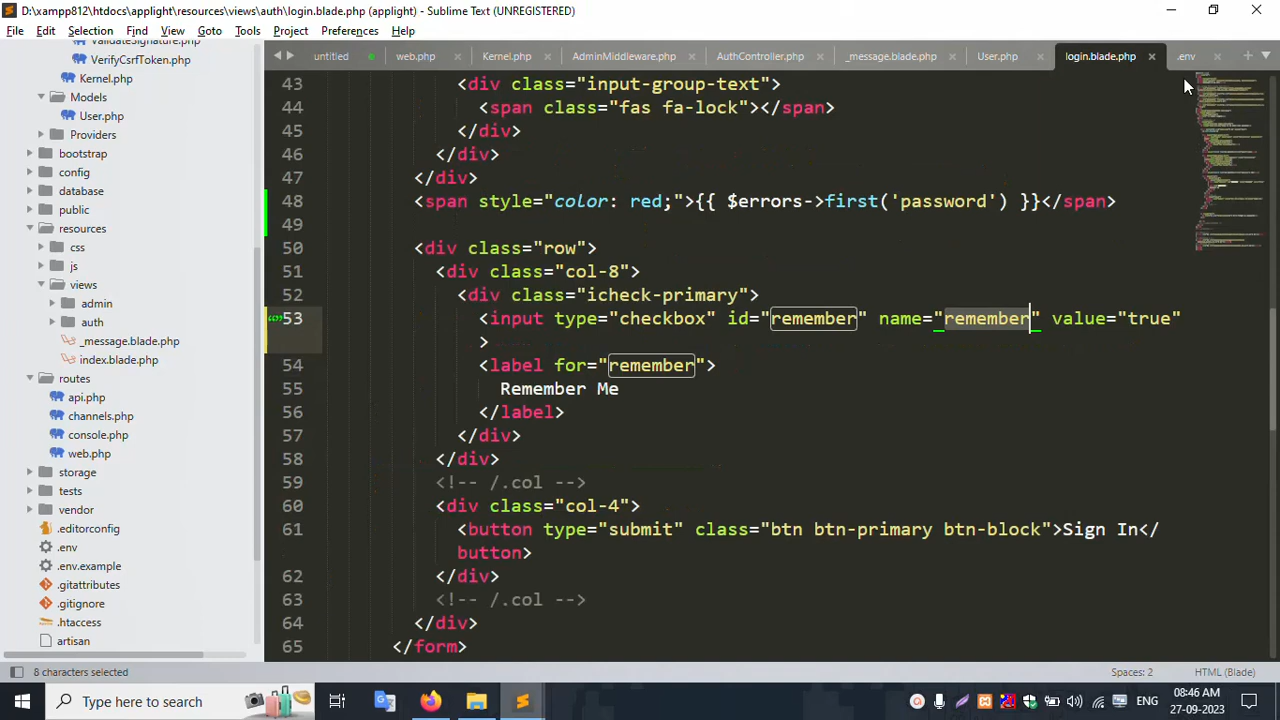 D:\xampp812\htdocs\applight\resources\views\auth\login.blade.php (applight) - Sublime Text (UNREGISTERED)
File Edit Selection Find View Goto Tools Project Preferences Help
untitled web.php Kernel.php AdminMiddleware.php AuthController.php _message.blade.php User.php login.blade.php .env
ValidateSignature.php
VerifyCsrfToken.php
Kernel.php
Models
User.php
Providers
bootstrap
config
database
public
resources
css
js
views
admin
auth
_message.blade.php
index.blade.php
routes
api.php
channels.php
console.php
web.php
storage
tests
vendor
.editorconfig
.env
.env.example
.gitattributes
.gitignore
.htaccess
artisan
43 <div class="input-group-text">
44 <span class="fas fa-lock"></span>
45 </div>
46 </div>
47 </div>
48 <span style="color: red;">{{ $errors->first('password') }}</span>
49
50 <div class="row">
51 <div class="col-8">
52 <div class="icheck-primary">
53 <input type="checkbox" id="remember" name="remember" value="true"
>
54 <label for="remember">
55 Remember Me
56 </label>
57 </div>
58 </div>
59 <!-- /.col -->
60 <div class="col-4">
61 <button type="submit" class="btn btn-primary btn-block">Sign In</
button>
62 </div>
63 <!-- /.col -->
64 </div>
65 </form>
8 characters selected
Spaces: 2 HTML (Blade)
Type here to search
ENG
08:46 AM
27-09-2023